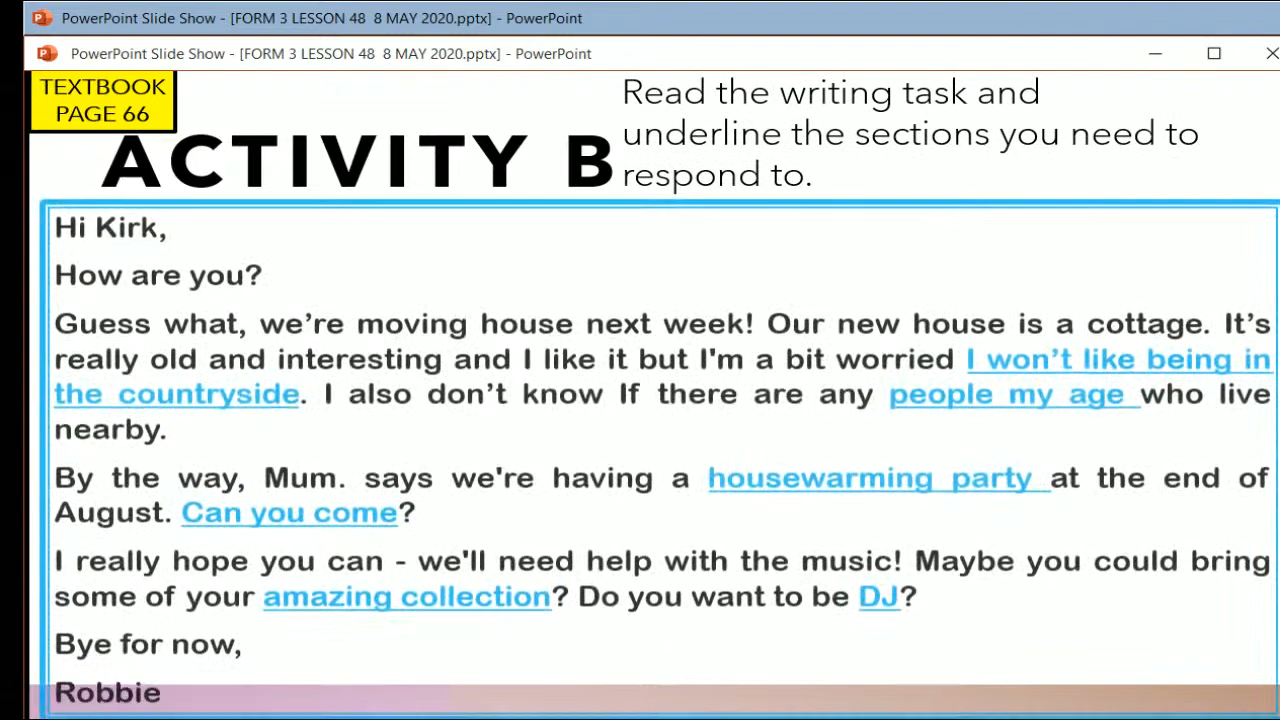 PowerPoint Slide Show - [FORM 3 LESSON 48 8 MAY 2020.pptx] - PowerPoint
PowerPoint Slide Show - [FORM 3 LESSON 48 8 MAY 2020.pptx] - PowerPoint
TEXTBOOK
PAGE 66
ACTIVITY B
Read the writing task and
underline the sections you need to
respond to.
Hi Kirk,
How are you?
Guess what, we're moving house next week! Our new house is a cottage. It's
really old and interesting and I like it but I'm a bit worried I won't like being in
the countryside. I also don't know If there are any people my age who live
nearby.
By the way, Mum. says we're having a housewarming party at the end of
August. Can you come?
I really hope you can - we'll need help with the music! Maybe you could bring
some of your amazing collection? Do you want to be DJ?
Bye for now,
Robbie